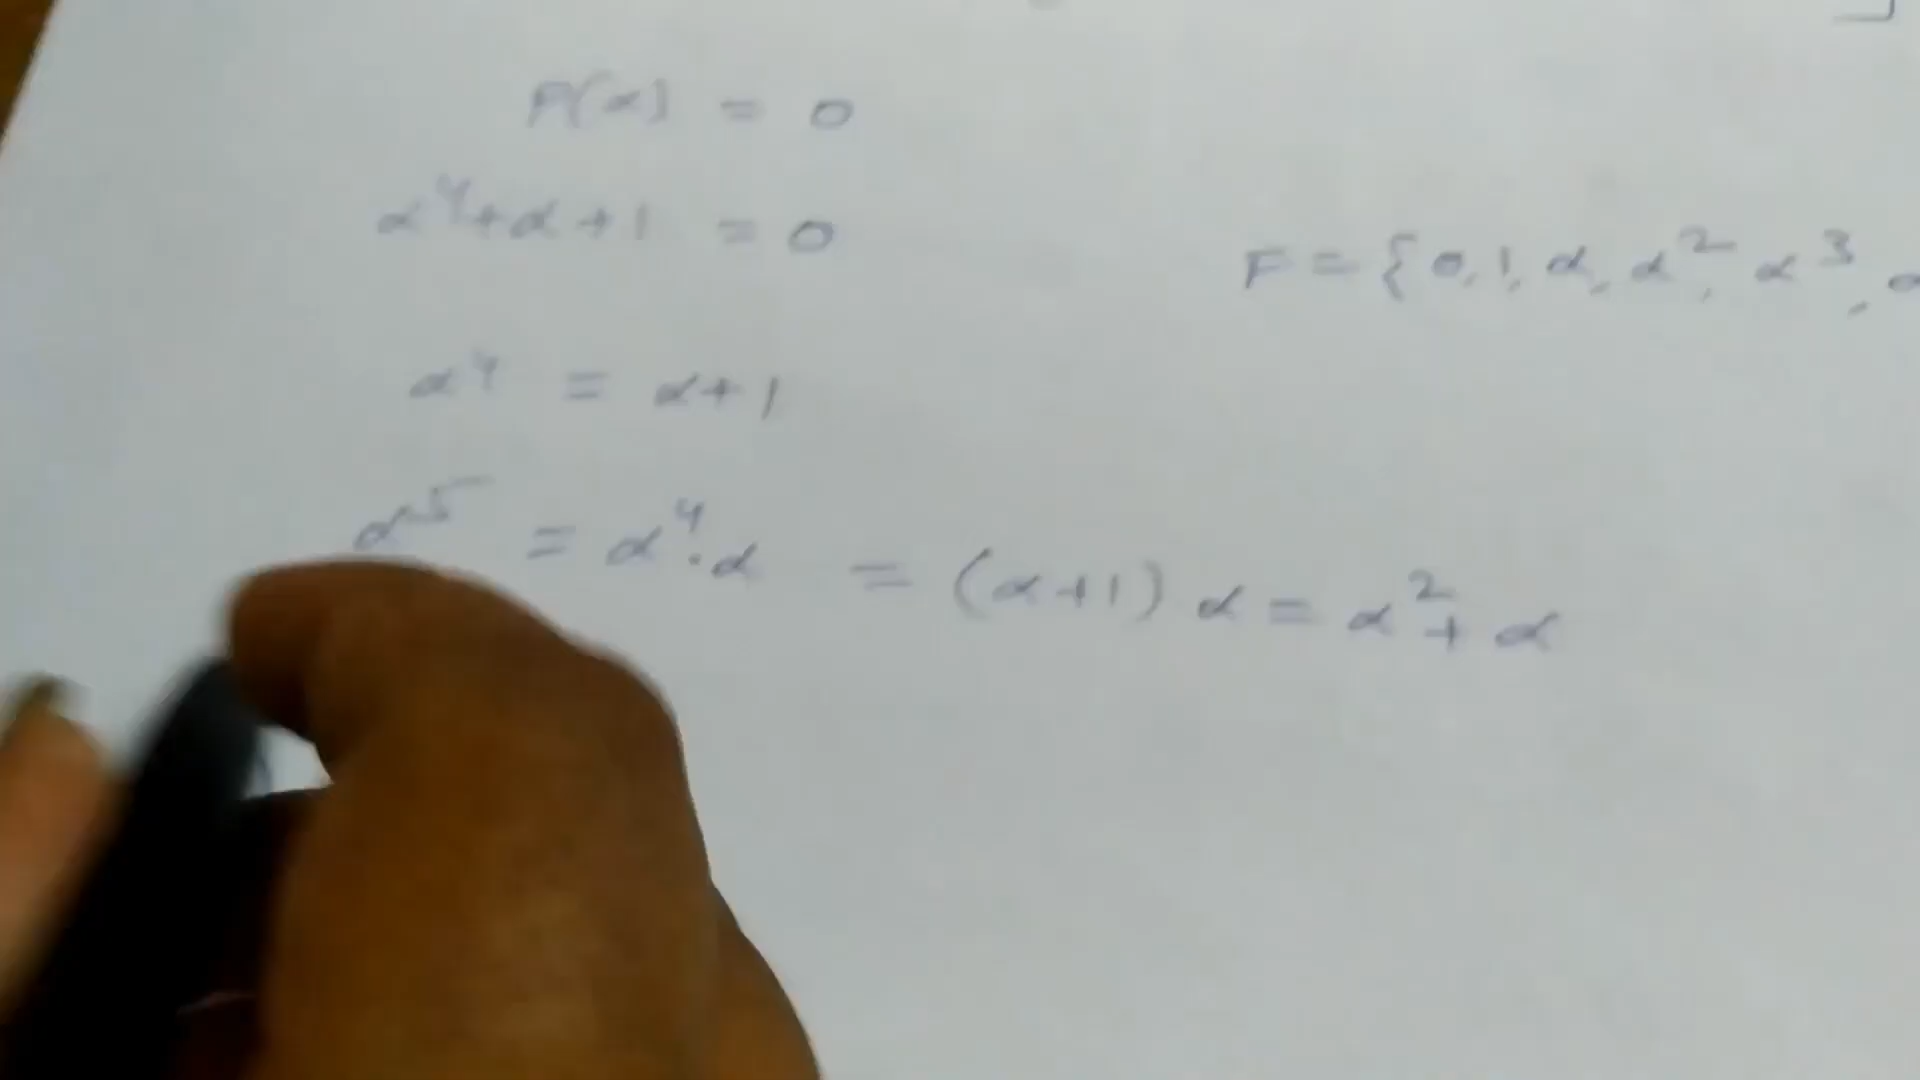 P(α) = 0
α⁴+α+1 = 0
F = {0, 1, α, α², α³,
α⁴ = α+1
α⁵ = α⁴·α = (α+1) α = α² + α